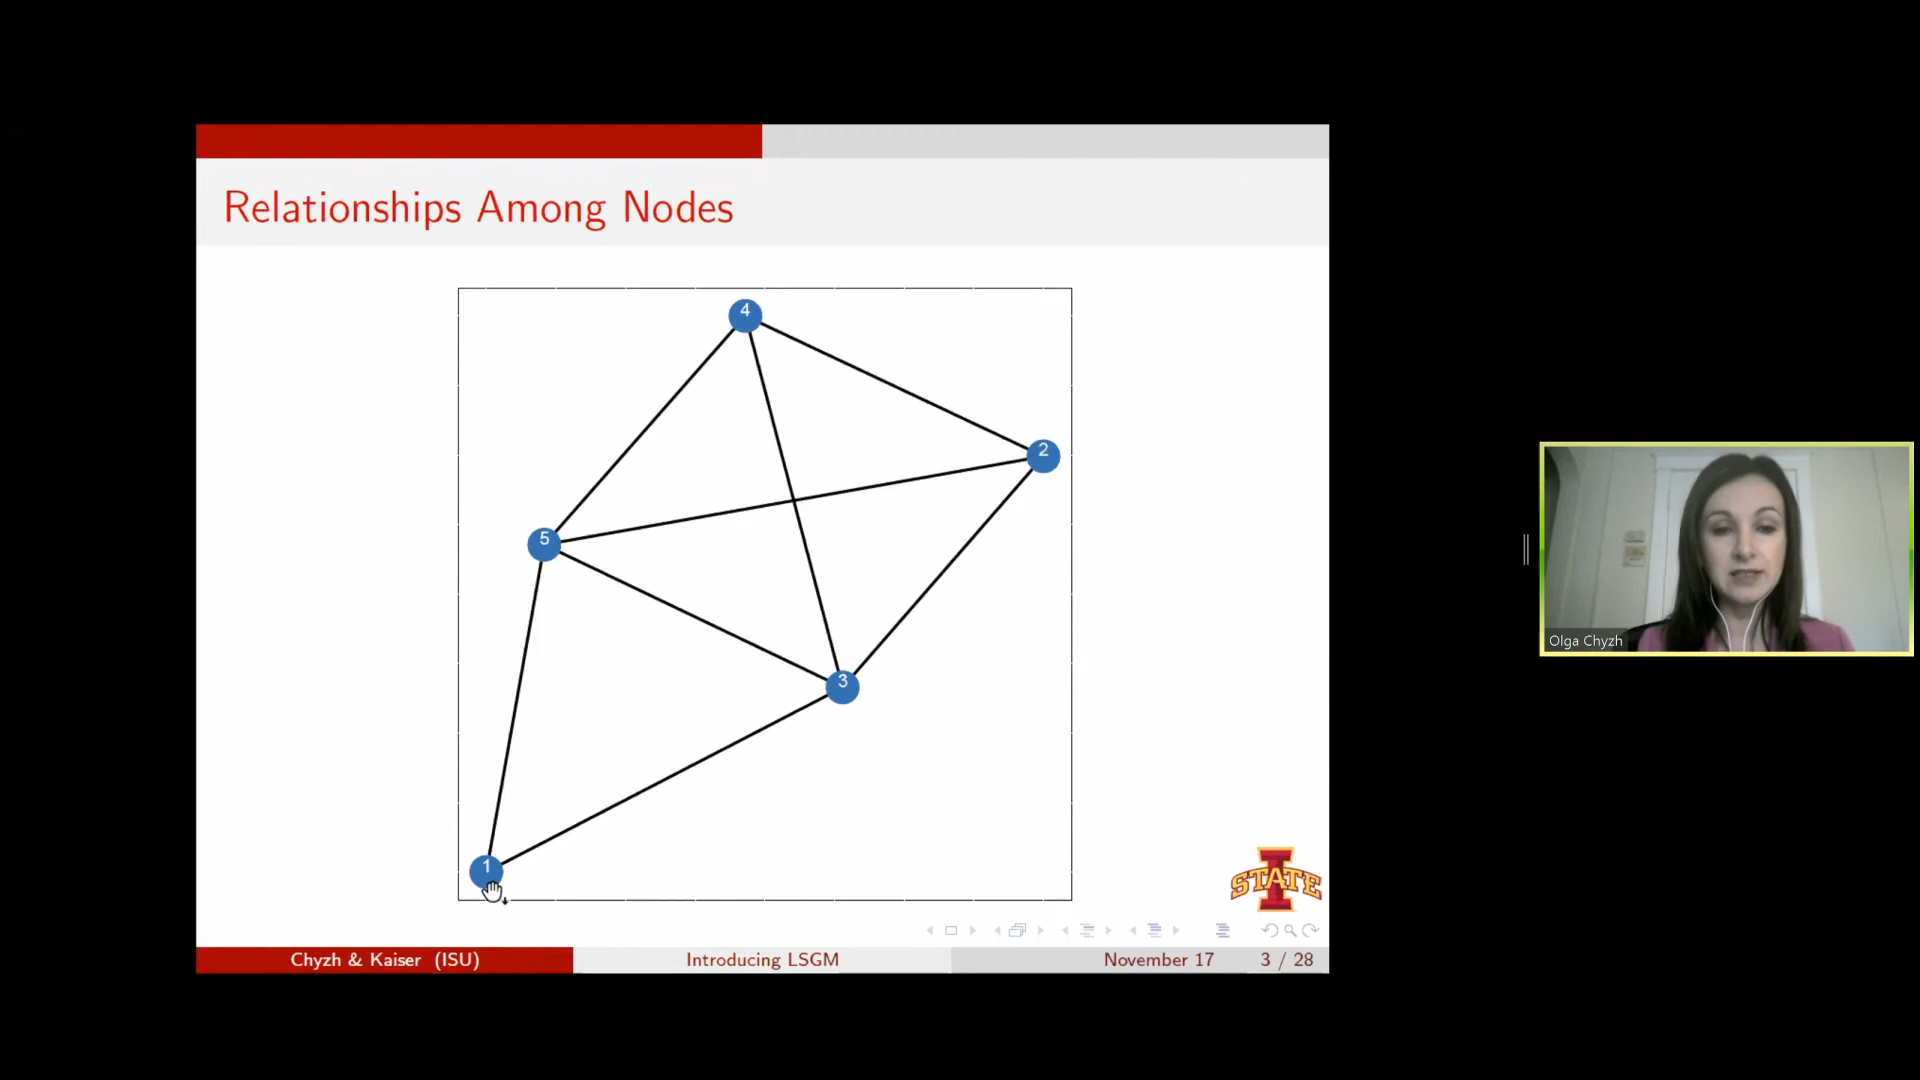 Relationships Among Nodes
4
2
5
3
1
STATE
Chyzh & Kaiser (ISU)
Introducing LSGM
November 17
3 / 28
Olga Chyzh